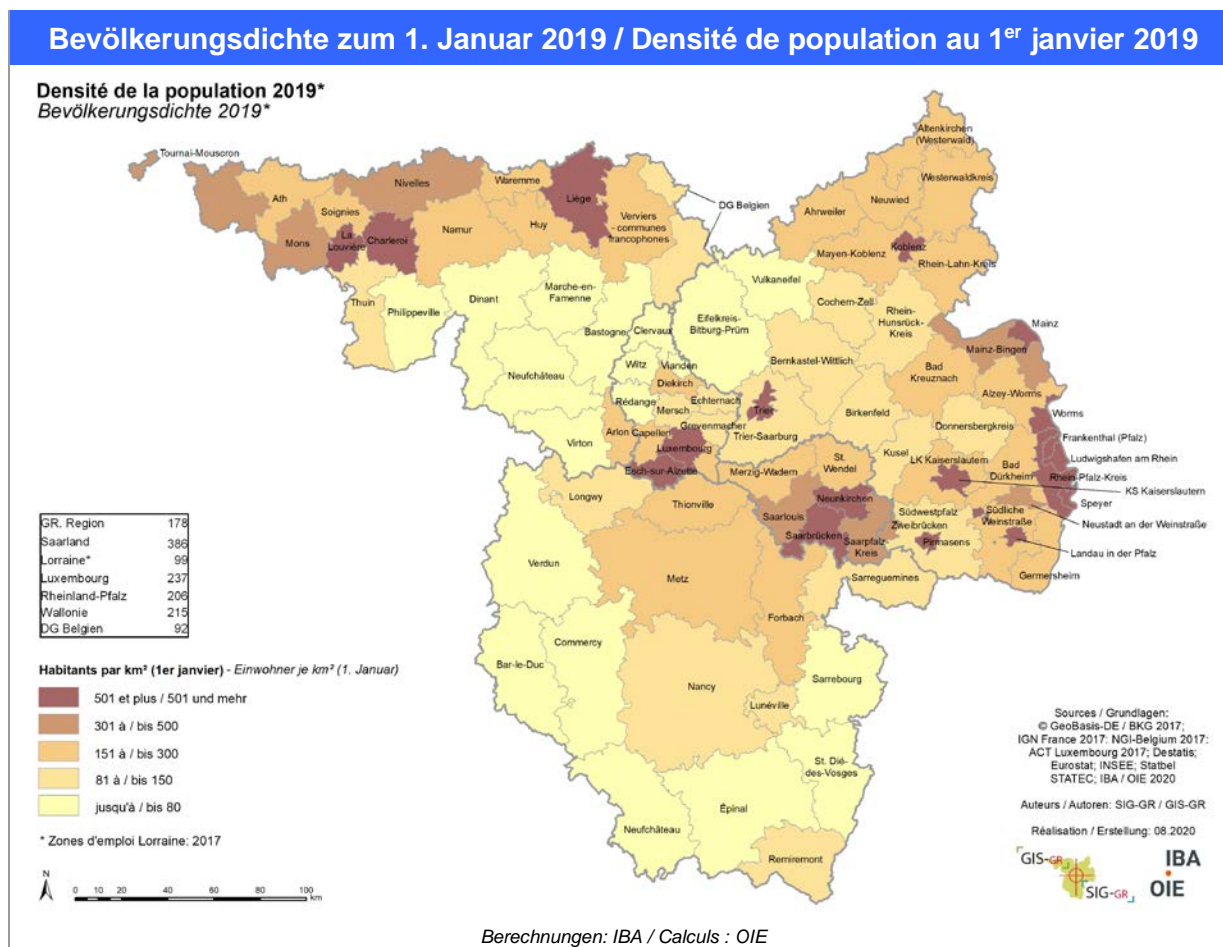 Bevölkerungsdichte zum 1. Januar 2019 / Densité de population au 1er janvier 2019
Densité de la population 2019*
Bevölkerungsdichte 2019*
Tournai-Mouscron
Ath
Nivelles
Waremme
Liège
DG Belgien
Soignies
Mons
La
Louvière
Charleroi
Namur
Huy
Verviers
- communes
francophones
Thuin
Philippeville
Dinant
Marche-en-
Famenne
Bastogne
Neufchâteau
Virton
Arlon
Clervaux
Wiltz
Vianden
Diekirch
Rédange
Echternach
Mersch
Grevenmacher
Capellen
Luxembourg
Esch-sur-Alzette
Altenkirchen
(Westerwald)
Westerwaldkreis
Neuwied
Ahrweiler
Koblenz
Mayen-Koblenz
Rhein-Lahn-Kreis
Vulkaneifel
Cochem-Zell
Eifelkreis-
Bitburg-Prüm
Rhein-
Hunsrück-
Kreis
Mainz
Mainz-Bingen
Bernkastel-Wittlich
Bad
Kreuznach
Alzey-Worms
Trier
Birkenfeld
Worms
Donnersbergkreis
Frankenthal (Pfalz)
Trier-Saarburg
Kusel
LK Kaiserslautern
Ludwigshafen am Rhein
Bad
Dürkheim
Rhein-Pfalz-Kreis
KS Kaiserslautern
Speyer
St.
Wendel
Merzig-Wadern
Neunkirchen
Saarlouis
Saarbrücken
Saarpfalz-
Kreis
Südwestpfalz
Zweibrücken
Südliche
Weinstraße
Neustadt an der Weinstraße
Pirmasens
Landau in der Pfalz
Germersheim
Longwy
Thionville
Verdun
Metz
Sarreguemines
Forbach
Commercy
Bar-le-Duc
Nancy
Sarrebourg
Lunéville
St. Dié-
des-Vosges
Épinal
Neufchâteau
Remiremont
GR. Region 178
Saarland 386
Lorraine* 99
Luxembourg 237
Rheinland-Pfalz 206
Wallonie 215
DG Belgien 92
Habitants par km² (1er janvier) - Einwohner je km² (1. Januar)
501 et plus / 501 und mehr
301 à / bis 500
151 à / bis 300
81 à / bis 150
jusqu'à / bis 80
* Zones d'emploi Lorraine: 2017
N
0 10 20 40 60 80 100
km
Sources / Grundlagen:
© GeoBasis-DE / BKG 2017;
IGN France 2017: NGI-Belgium 2017:
ACT Luxembourg 2017; Destatis;
Eurostat; INSEE; Statbel
STATEC; IBA / OIE 2020
Auteurs / Autoren: SIG-GR / GIS-GR
Réalisation / Erstellung: 08.2020
GIS-GR
SIG-GR
IBA
OIE
Berechnungen: IBA / Calculs : OIE